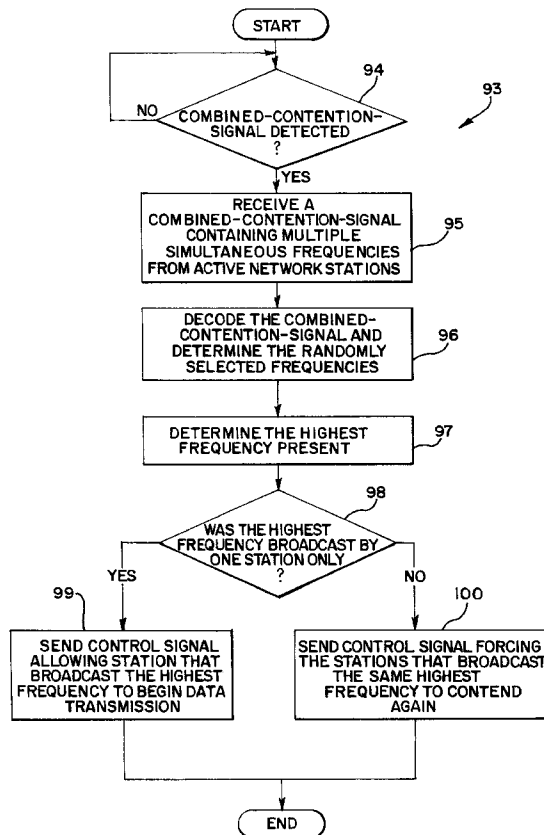 START
94
93
NO
COMBINED-CONTENTION-
SIGNAL DETECTED
?
YES
RECEIVE A
COMBINED-CONTENTION-SIGNAL
CONTAINING MULTIPLE
SIMULTANEOUS FREQUENCIES
FROM ACTIVE NETWORK STATIONS
95
DECODE THE COMBINED-
CONTENTION-SIGNAL AND
DETERMINE THE RANDOMLY
SELECTED FREQUENCIES
96
DETERMINE THE HIGHEST
FREQUENCY PRESENT
97
98
WAS THE HIGHEST
FREQUENCY BROADCAST BY
ONE STATION ONLY
?
YES
NO
99
SEND CONTROL SIGNAL
ALLOWING STATION THAT
BROADCAST THE HIGHEST
FREQUENCY TO BEGIN DATA
TRANSMISSION
100
SEND CONTROL SIGNAL FORCING
THE STATIONS THAT BROADCAST
THE SAME HIGHEST
FREQUENCY TO CONTEND
AGAIN
END